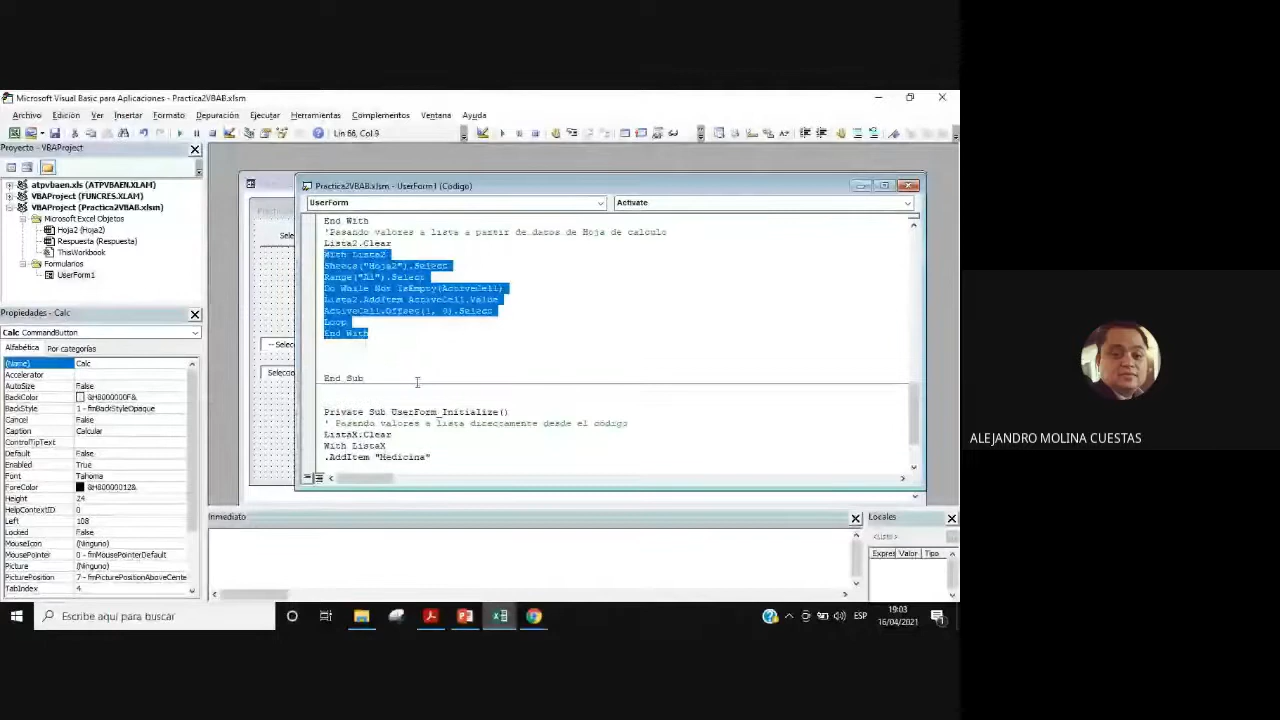 Microsoft Visual Basic para Aplicaciones - Practica2VBAB.xlsm
Archivo Edición Ver Insertar Formato Depuración Ejecutar Herramientas Complementos Ventana Ayuda
Lín 66, Col 9
Proyecto - VBAProject
atpvbaen.xls (ATPVBAEN.XLAM)
VBAProject (FUNCRES.XLAM)
VBAProject (Practica2VBAB.xlsm)
Microsoft Excel Objetos
Hoja2 (Hoja2)
Respuesta (Respuesta)
ThisWorkbook
Formularios
UserForm1
Propiedades - Calc
Calc CommandButton
Alfabética Por categorías
(Name) Calc
Accelerator
AutoSize False
BackColor &H8000000F&
BackStyle 1 - fmBackStyleOpaque
Cancel False
Caption Calcular
ControlTipText
Default False
Enabled True
Font Tahoma
ForeColor &H80000012&
Height 24
HelpContextID 0
Left 108
Locked False
MouseIcon (Ninguno)
MousePointer 0 - fmMousePointerDefault
Picture (Ninguno)
PicturePosition 7 - fmPicturePositionAboveCente
TabIndex 4
Practica2VBAB.xlsm - UserForm1 (Código)
UserForm Activate
End With
'Pasando valores a lista a partir de datos de Hoja de calculo
Lista2.Clear
With Lista2
Sheets("Hoja2").Select
Range("A1").Select
Do While Not IsEmpty(ActiveCell)
Lista2.AddItem ActiveCell.Value
ActiveCell.Offset(1, 0).Select
Loop
End With
End Sub
Private Sub UserForm_Initialize()
' Pasando valores a lista directamente desde el código
ListaX.Clear
With ListaX
.AddItem "Medicina"
Sele
-- Selec
Selecc
Inmediato
Locales
Expres Valor Tipo
Escribe aquí para buscar
ESP
19:03
16/04/2021
ALEJANDRO MOLINA CUESTAS